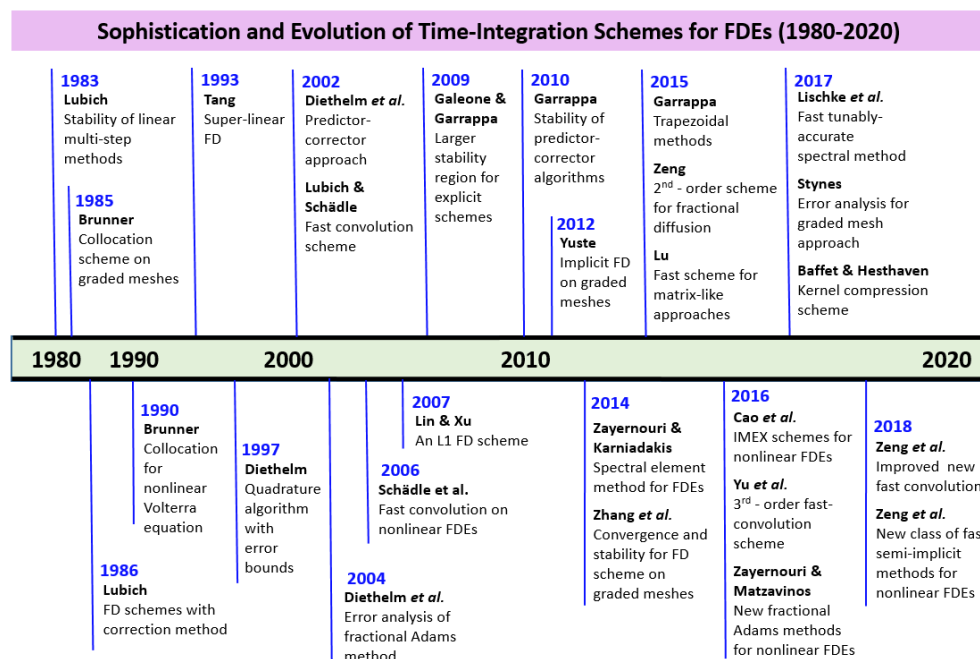 Sophistication and Evolution of Time-Integration Schemes for FDEs (1980-2020)
1983
Lubich
Stability of linear
multi-step
methods
1985
Brunner
Collocation
scheme on
graded meshes
1993
Tang
Super-linear
FD
2002
Diethelm et al.
Predictor-
corrector
approach
Lubich &
Schädle
Fast convolution
scheme
2009
Galeone &
Garrappa
Larger
stability
region for
explicit
schemes
2010
Garrappa
Stability of
predictor-
corrector
algorithms
2012
Yuste
Implicit FD
on graded
meshes
2015
Garrappa
Trapezoidal
methods
Zeng
2nd - order scheme
for fractional
diffusion
Lu
Fast scheme for
matrix-like
approaches
2017
Lischke et al.
Fast tunably-
accurate
spectral method
Stynes
Error analysis for
graded mesh
approach
Baffet & Hesthaven
Kernel compression
scheme
1980 1990 2000 2010 2020
1986
Lubich
FD schemes with
correction method
1990
Brunner
Collocation
for
nonlinear
Volterra
equation
1997
Diethelm
Quadrature
algorithm
with
error
bounds
2004
Diethelm et al.
Error analysis of
fractional Adams
method
2006
Schädle et al.
Fast convolution on
nonlinear FDEs
2007
Lin & Xu
An L1 FD scheme
2014
Zayernouri &
Karniadakis
Spectral element
method for FDEs
Zhang et al.
Convergence and
stability for FD
scheme on
graded meshes
2016
Cao et al.
IMEX schemes for
nonlinear FDEs
Yu et al.
3rd - order fast-
convolution
scheme
Zayernouri &
Matzavinos
New fractional
Adams methods
for nonlinear FDEs
2018
Zeng et al.
Improved new
fast convolution
Zeng et al.
New class of fas
semi-implicit
methods for
nonlinear FDEs